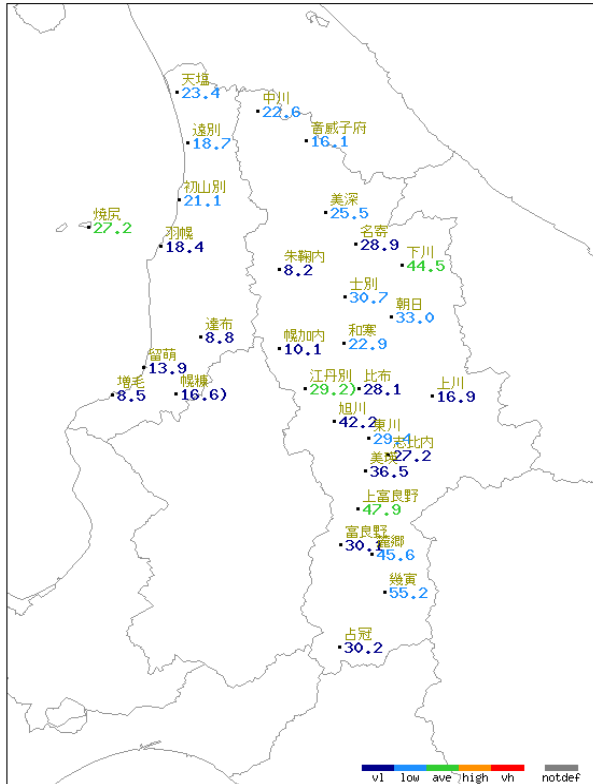 天塩
23.4
中川
22.6
音威子府
16.1
遠別
18.7
初山別
21.1
美深
25.5
焼尻
27.2
羽幌
18.4
名寄
28.9
下川
44.5
朱鞠内
8.2
士別
30.7
朝日
33.0
達布
8.8
幌加内
10.1
和寒
22.9
留萌
13.9
増毛
8.5
幌糠
16.6)
江丹別
29.2)
比布
28.1
上川
16.9
旭川
42.2
東川
29.4
志比内
27.2
美瑛
36.5
上富良野
47.9
富良野
30.1
麓郷
45.6
幾寅
55.2
占冠
30.2
vl low ave high vh notdef